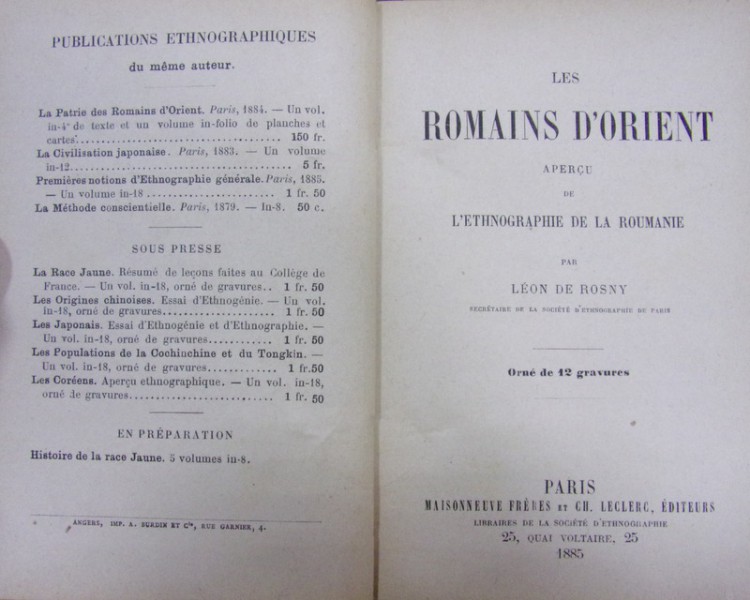 PUBLICATIONS ETHNOGRAPHIQUES
du même auteur.
La Patrie des Romains d'Orient. Paris, 1884. — Un vol.
in-4° de texte et un volume in-folio de planches et
cartes. .......................................... 150 fr.
La Civilisation japonaise. Paris, 1883. — Un volume
in-12 .......................................... 5 fr.
Premières notions d'Ethnographie générale. Paris, 1885.
— Un volume in-18 ...................... 1 fr. 50
La Méthode conscientielle. Paris, 1879. — In-8. 50 c.
SOUS PRESSE
La Race Jaune. Résumé de leçons faites au Collège de
France. — Un vol. in-18, orné de gravures.. 1 fr. 50
Les Origines chinoises. Essai d'Ethnogénie. — Un vol.
in-18, orné de gravures................... 1 fr. 50
Les Japonais. Essai d'Ethnogénie et d'Ethnographie. —
Un vol. in-18, orné de gravures............ 1 fr. 50
Les Populations de la Cochinchine et du Tongkin. —
Un vol. in-18, orné de gravures............ 1 fr. 50
Les Coréens. Aperçu ethnographique. — Un vol. in-18,
orné de gravures......................... 1 fr. 50
EN PRÉPARATION
Histoire de la race Jaune. 5 volumes in-8.
ANGERS, IMP. A. BURDIN ET Cie, RUE GARNIER, 4.
LES
ROMAINS D'ORIENT
APERÇU
DE
L'ETHNOGRAPHIE DE LA ROUMANIE
PAR
LÉON DE ROSNY
SECRÉTAIRE DE LA SOCIÉTÉ D'ETHNOGRAPHIE DE PARIS
Orné de 12 gravures
PARIS
MAISONNEUVE FRÈRES ET CH. LECLERC, ÉDITEURS
LIBRAIRES DE LA SOCIÉTÉ D'ETHNOGRAPHIE
25, QUAI VOLTAIRE, 25
1885